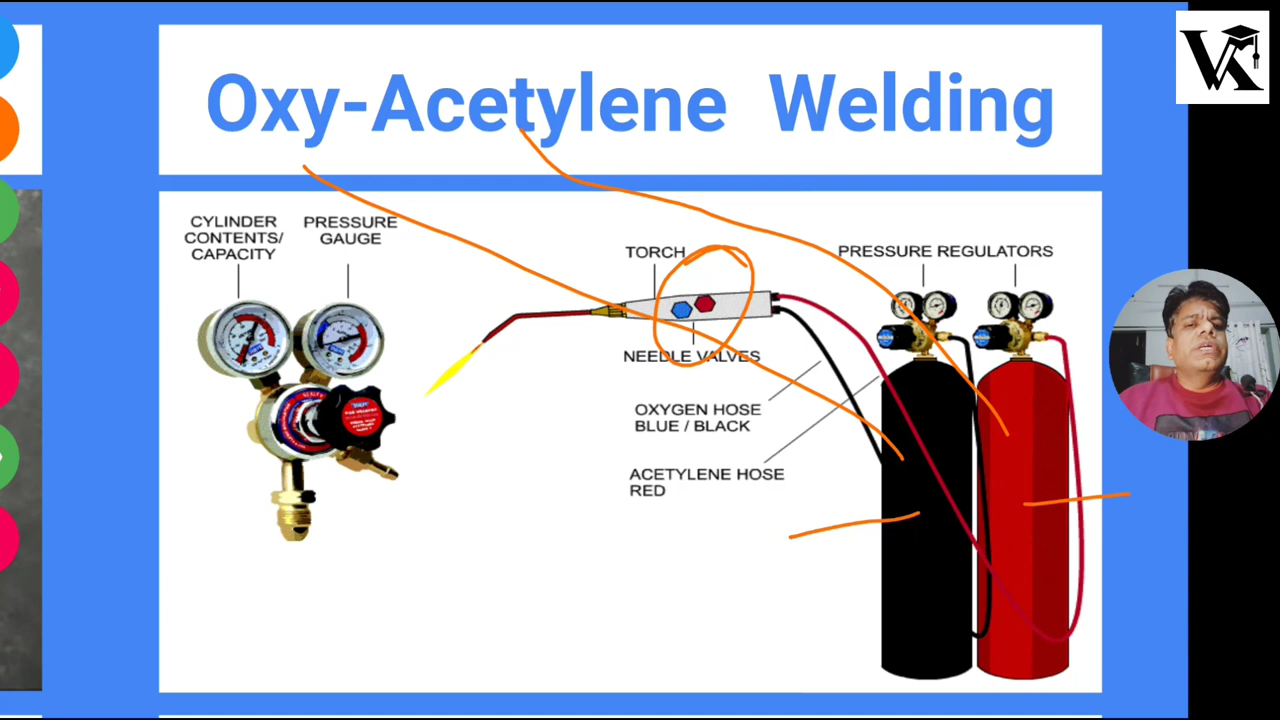 Oxy-Acetylene Welding
CYLINDER
CONTENTS/
CAPACITY
PRESSURE
GAUGE
TORCH
PRESSURE REGULATORS
NEEDLE VALVES
OXYGEN HOSE
BLUE / BLACK
ACETYLENE HOSE
RED